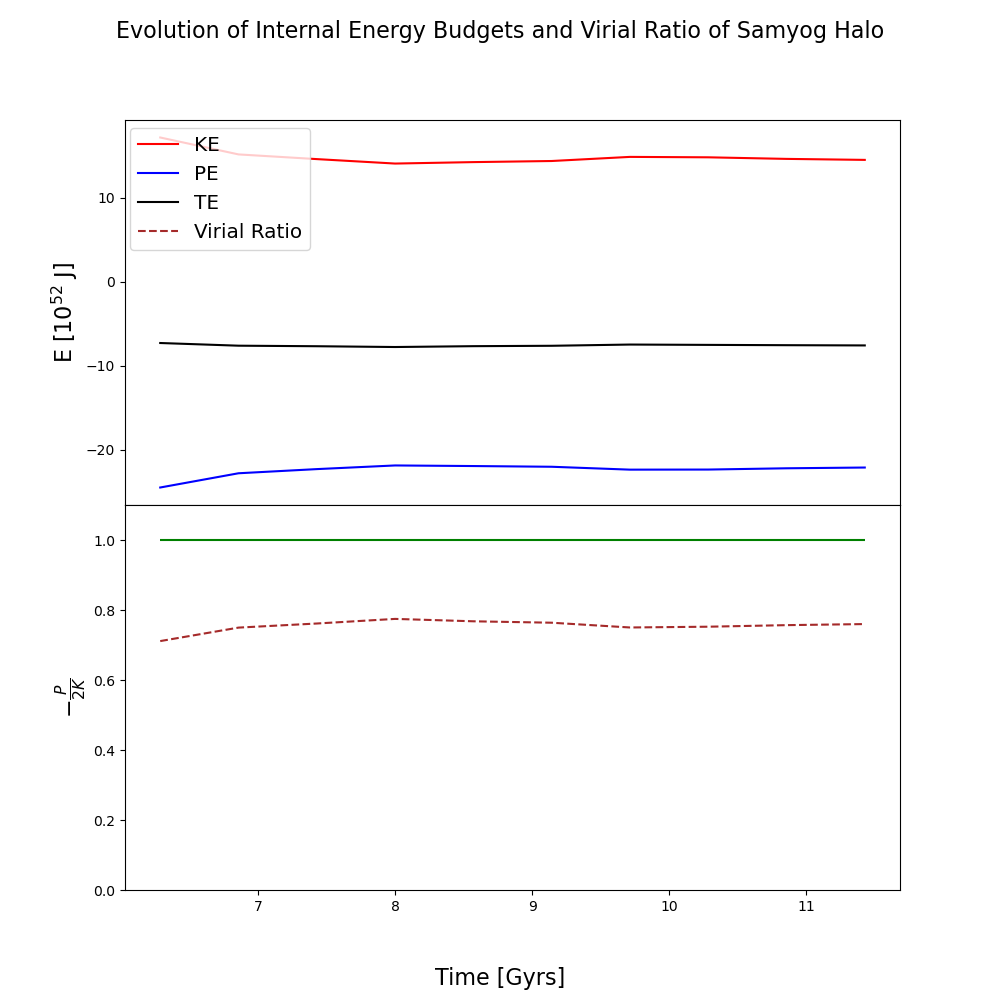 Evolution of Internal Energy Budgets and Virial Ratio of Samyog Halo
KE
PE
TE
Virial Ratio
10
0
−10
−20
E [10^52 J]
1.0
0.8
0.6
0.4
0.2
0.0
−P/2K
7 8 9 10 11
Time [Gyrs]